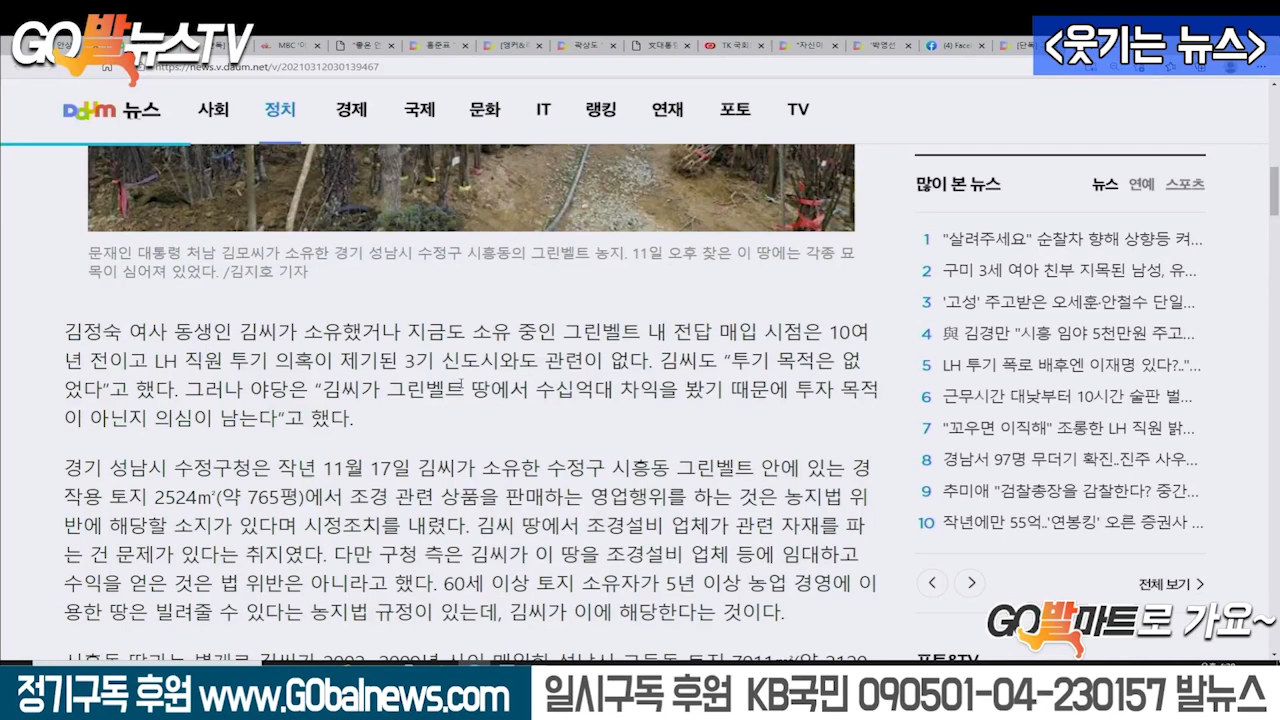 GO발뉴스TV
<웃기는 뉴스>
MBC '이
"좋은 언
홍준표
[앵커&
곽상도
文대통
TK 국회
"자신이
"박영선
(4) Face
[단독]
https://news.v.daum.net/v/20210312030139467
Daum 뉴스 사회 정치 경제 국제 문화 IT 랭킹 연재 포토 TV
문재인 대통령 처남 김모씨가 소유한 경기 성남시 수정구 시흥동의 그린벨트 농지. 11일 오후 찾은 이 땅에는 각종 묘
목이 심어져 있었다. /김지호 기자
김정숙 여사 동생인 김씨가 소유했거나 지금도 소유 중인 그린벨트 내 전답 매입 시점은 10여
년 전이고 LH 직원 투기 의혹이 제기된 3기 신도시와도 관련이 없다. 김씨도 “투기 목적은 없
었다”고 했다. 그러나 야당은 “김씨가 그린벨트 땅에서 수십억대 차익을 봤기 때문에 투자 목적
이 아닌지 의심이 남는다”고 했다.
경기 성남시 수정구청은 작년 11월 17일 김씨가 소유한 수정구 시흥동 그린벨트 안에 있는 경
작용 토지 2524㎡(약 765평)에서 조경 관련 상품을 판매하는 영업행위를 하는 것은 농지법 위
반에 해당할 소지가 있다며 시정조치를 내렸다. 김씨 땅에서 조경설비 업체가 관련 자재를 파
는 건 문제가 있다는 취지였다. 다만 구청 측은 김씨가 이 땅을 조경설비 업체 등에 임대하고
수익을 얻은 것은 법 위반은 아니라고 했다. 60세 이상 토지 소유자가 5년 이상 농업 경영에 이
용한 땅은 빌려줄 수 있다는 농지법 규정이 있는데, 김씨가 이에 해당한다는 것이다.
많이 본 뉴스 뉴스 연예 스포츠
1 "살려주세요" 순찰차 향해 상향등 켜...
2 구미 3세 여아 친부 지목된 남성, 유...
3 '고성' 주고받은 오세훈·안철수 단일...
4 與 김경만 "시흥 임야 5천만원 주고...
5 LH 투기 폭로 배후엔 이재명 있다?.."...
6 근무시간 대낮부터 10시간 술판 벌...
7 "꼬우면 이직해" 조롱한 LH 직원 밝...
8 경남서 97명 무더기 확진..진주 사우...
9 추미애 "검찰총장을 감찰한다? 중간...
10 작년에만 55억..'연봉킹' 오른 증권사 ...
전체 보기
GO발마트로 가요~
포토&TV
정기구독 후원 www.GObalnews.com 일시구독 후원 KB국민 090501-04-230157 발뉴스